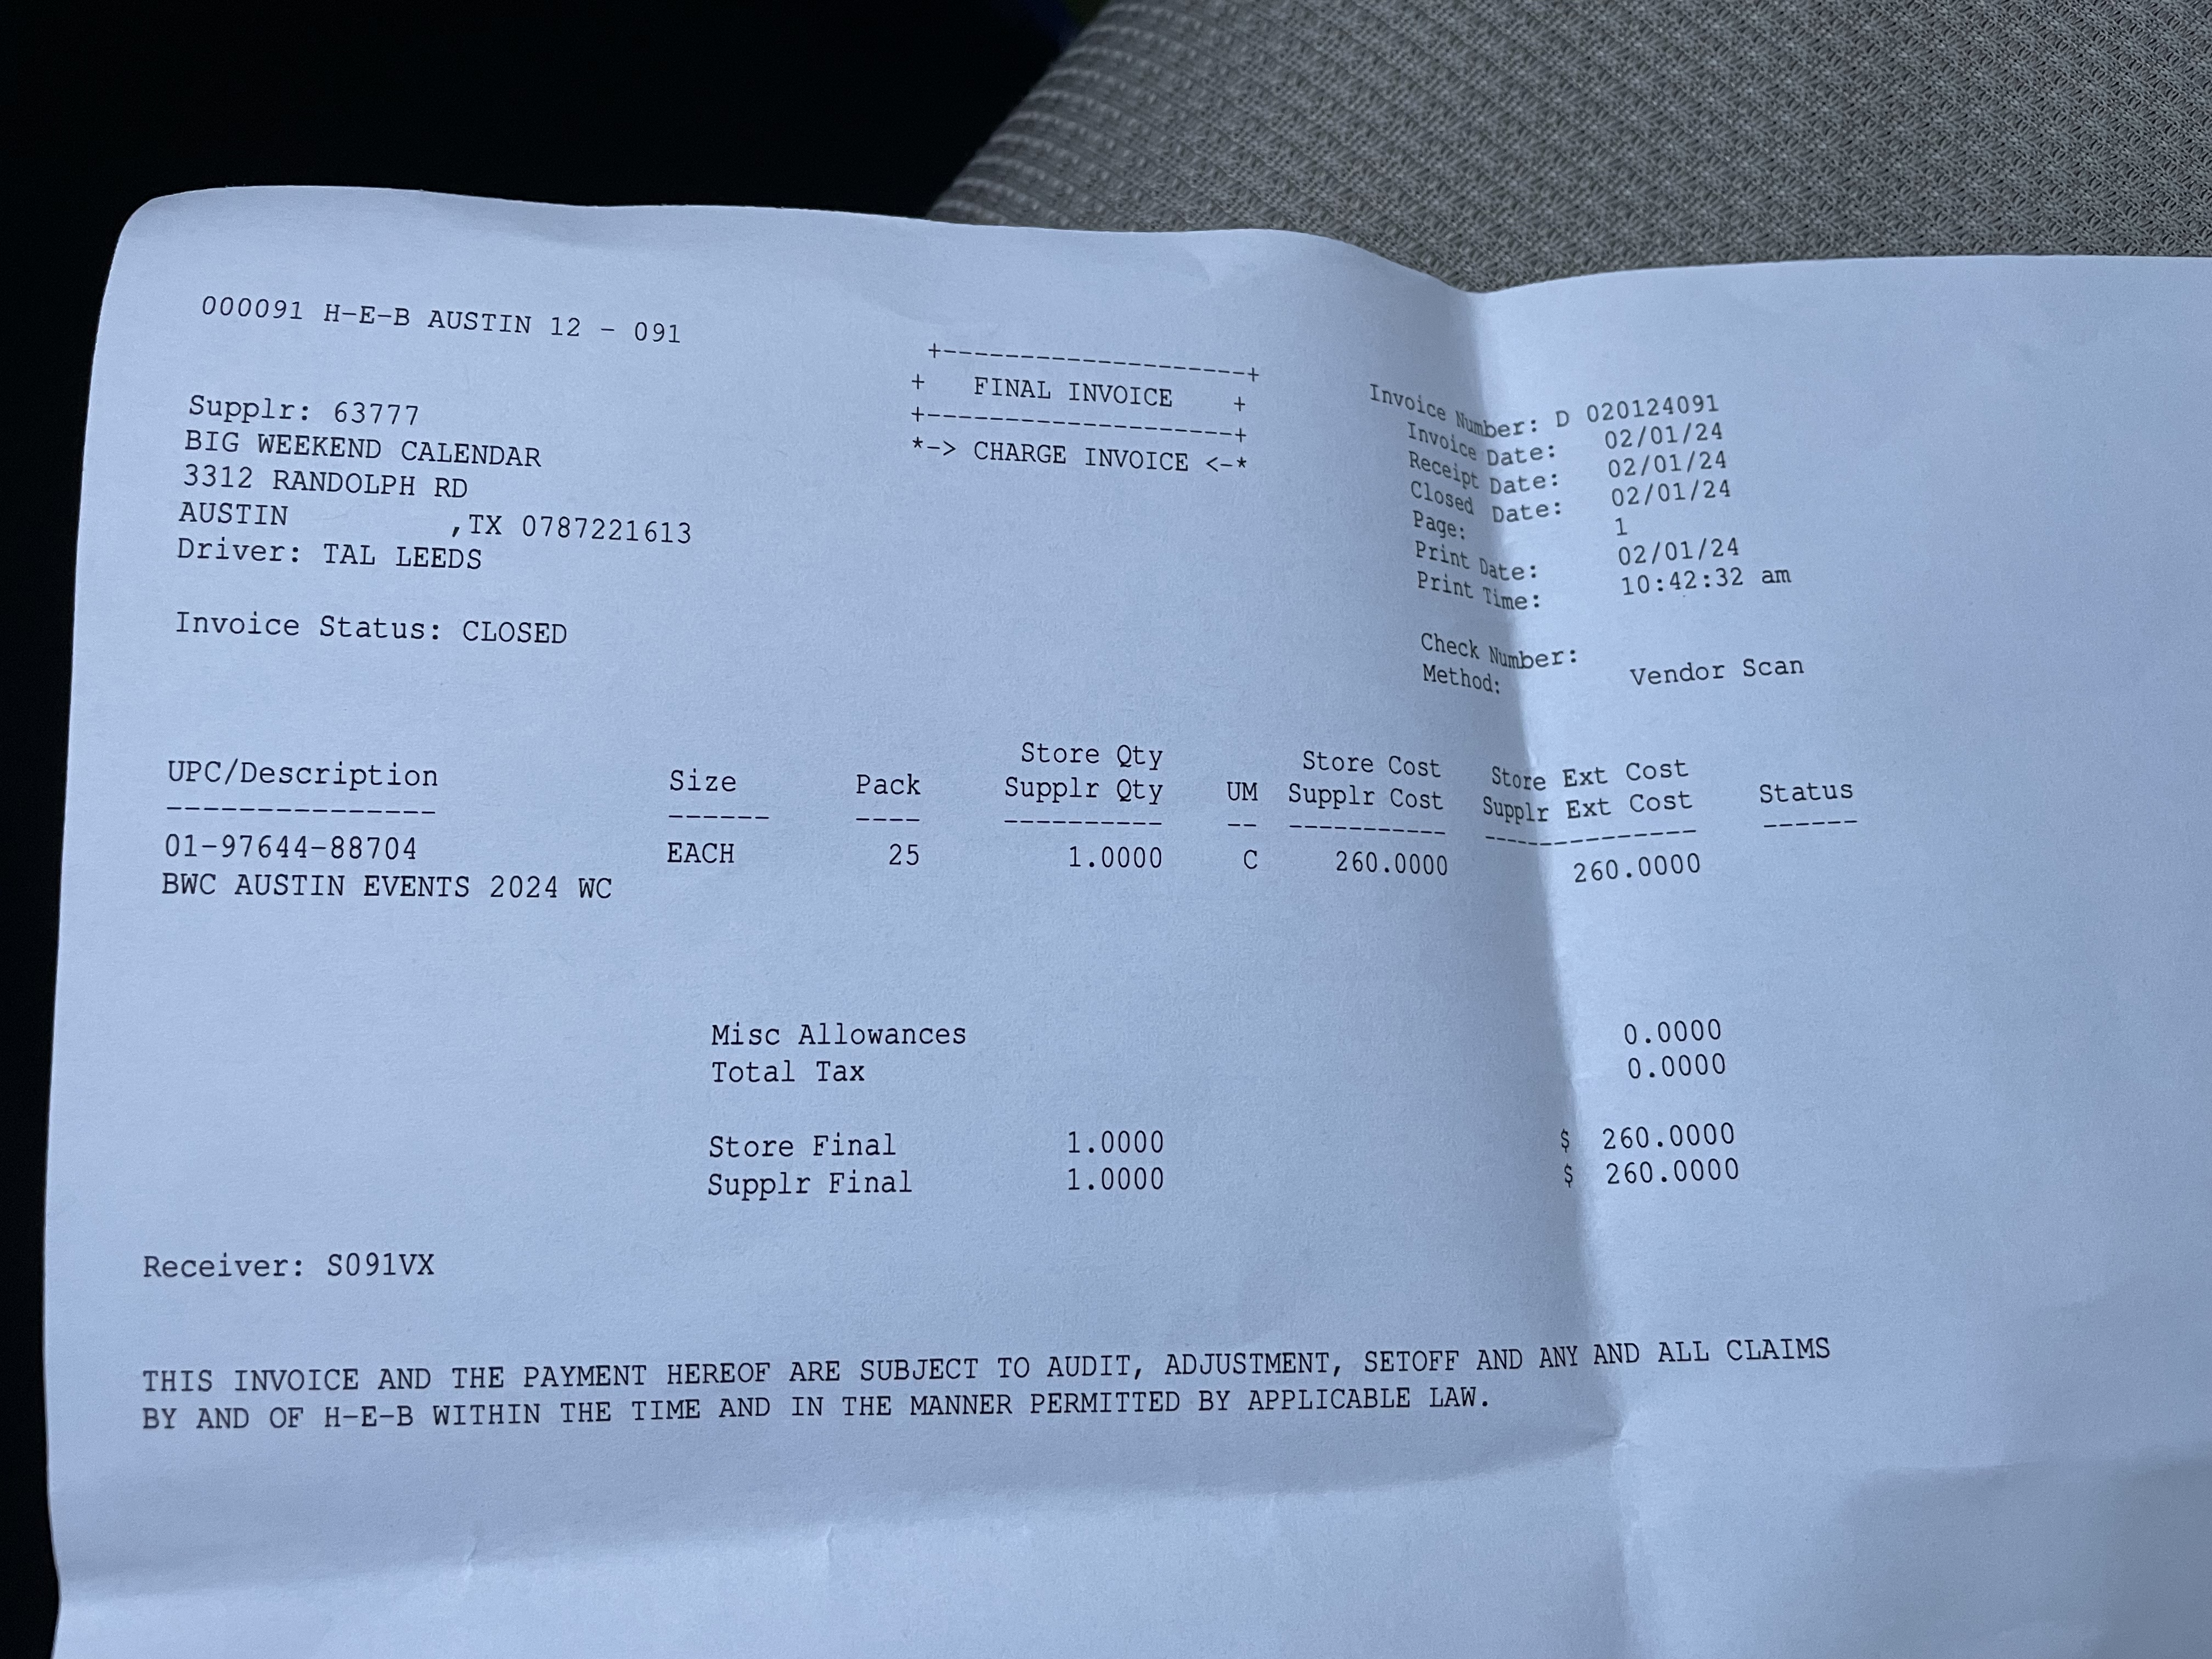 000091 H-E-B AUSTIN 12 - 091
+--------------------+
+ FINAL INVOICE +
+--------------------+
*-> CHARGE INVOICE <-*
Supplr: 63777
BIG WEEKEND CALENDAR
3312 RANDOLPH RD
AUSTIN ,TX 0787221613
Driver: TAL LEEDS
Invoice Status: CLOSED
Invoice Number: D 020124091
Invoice Date: 02/01/24
Receipt Date: 02/01/24
Closed Date: 02/01/24
Page: 1
Print Date: 02/01/24
Print Time: 10:42:32 am
Check Number:
Method: Vendor Scan
Store Qty Store Cost Store Ext Cost
UPC/Description Size Pack Supplr Qty UM Supplr Cost Supplr Ext Cost Status
--------------- ------ ---- ---------- -- ----------- --------------- ------
01-97644-88704 EACH 25 1.0000 C 260.0000 260.0000
BWC AUSTIN EVENTS 2024 WC
Misc Allowances 0.0000
Total Tax 0.0000
Store Final 1.0000 $ 260.0000
Supplr Final 1.0000 $ 260.0000
Receiver: S091VX
THIS INVOICE AND THE PAYMENT HEREOF ARE SUBJECT TO AUDIT, ADJUSTMENT, SETOFF AND ANY AND ALL CLAIMS
BY AND OF H-E-B WITHIN THE TIME AND IN THE MANNER PERMITTED BY APPLICABLE LAW.